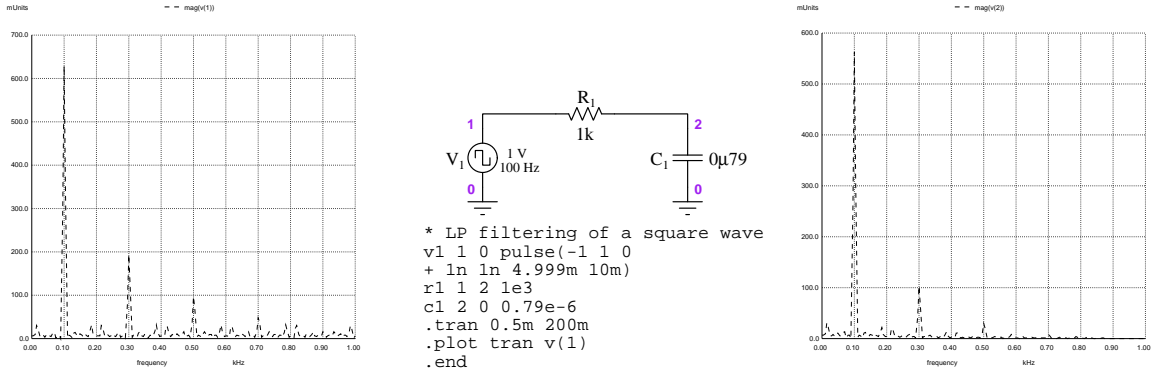 mUnits
mag(v(1))
700.0
600.0
500.0
400.0
300.0
200.0
100.0
0.0
0.00 0.10 0.20 0.30 0.40 0.50 0.60 0.70 0.80 0.90 1.00
frequency kHz
R1
1k
1
2
V1
1 V
100 Hz
C1
0µ79
0
0
* LP filtering of a square wave
v1 1 0 pulse(-1 1 0
+ 1n 1n 4.999m 10m)
r1 1 2 1e3
c1 2 0 0.79e-6
.tran 0.5m 200m
.plot tran v(1)
.end
mUnits
mag(v(2))
600.0
500.0
400.0
300.0
200.0
100.0
0.0
0.00 0.10 0.20 0.30 0.40 0.50 0.60 0.70 0.80 0.90 1.00
frequency kHz